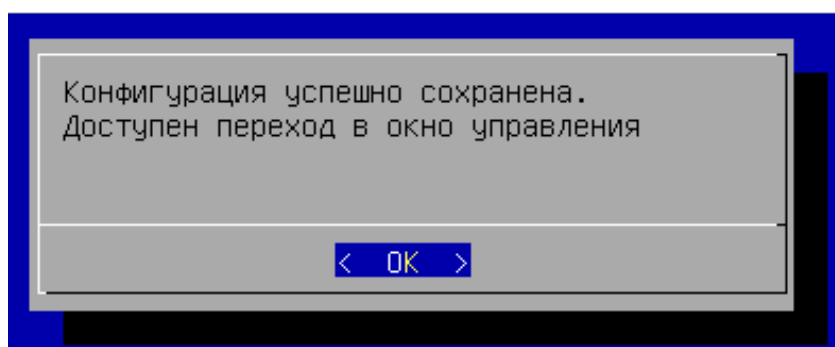 Конфигурация успешно сохранена.
Доступен переход в окно управления
< OK >